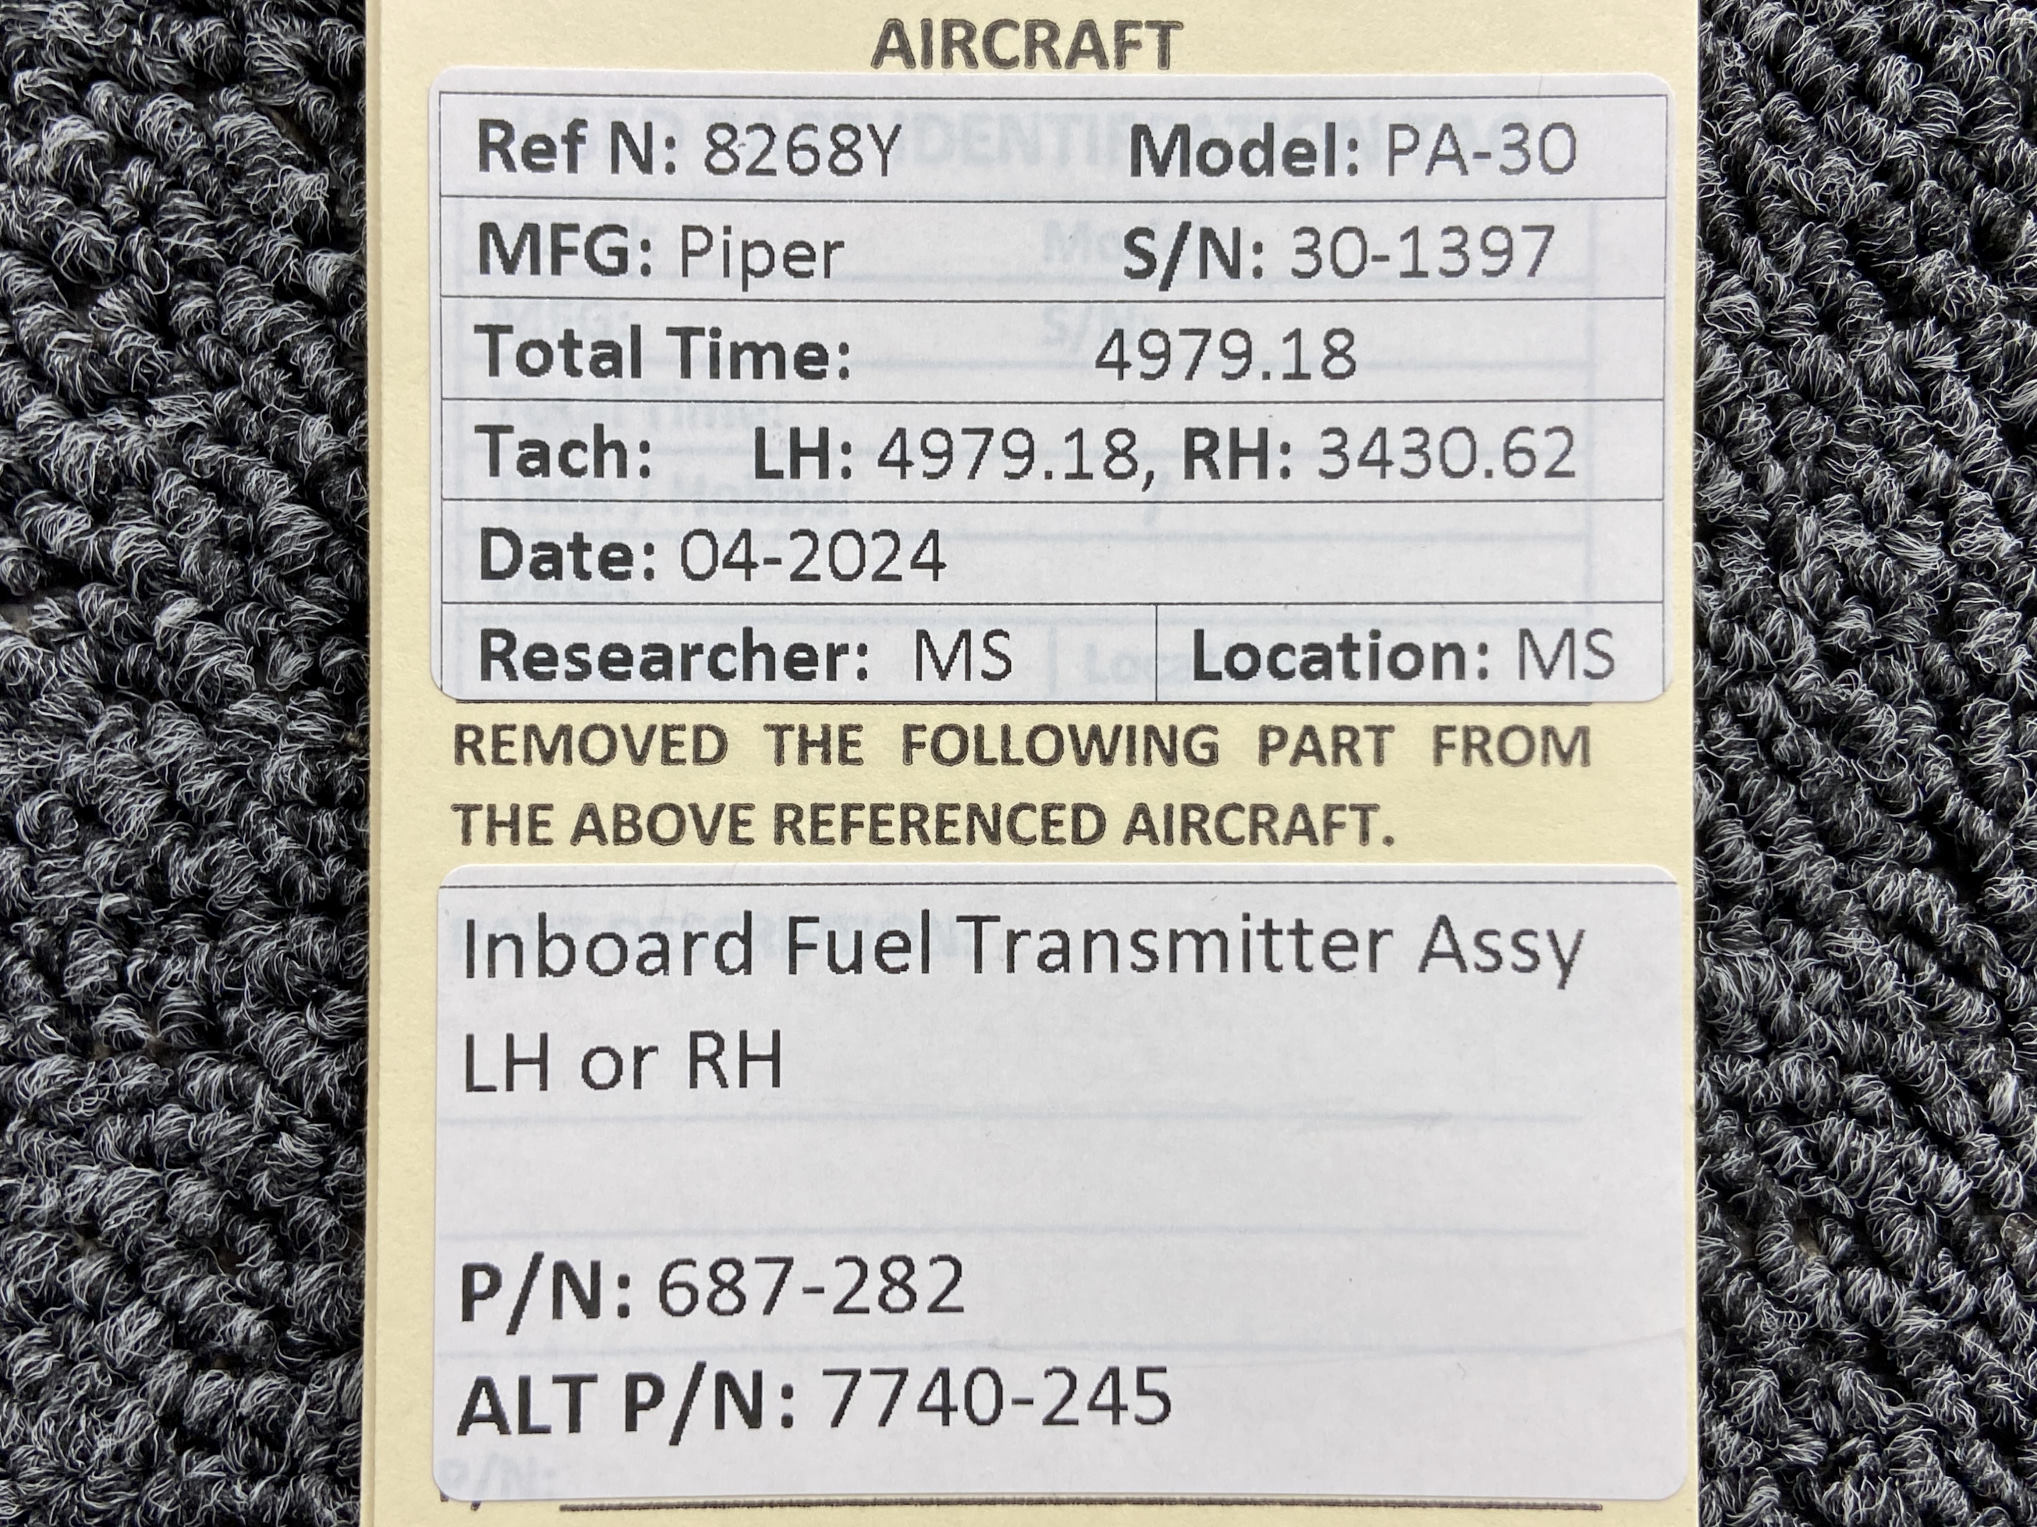 AIRCRAFT
Ref N: 8268Y Model: PA-30
MFG: Piper S/N: 30-1397
Total Time: 4979.18
Tach: LH: 4979.18, RH: 3430.62
Date: 04-2024
Researcher: MS Location: MS
REMOVED THE FOLLOWING PART FROM
THE ABOVE REFERENCED AIRCRAFT.
Inboard Fuel Transmitter Assy
LH or RH
P/N: 687-282
ALT P/N: 7740-245
P/N: